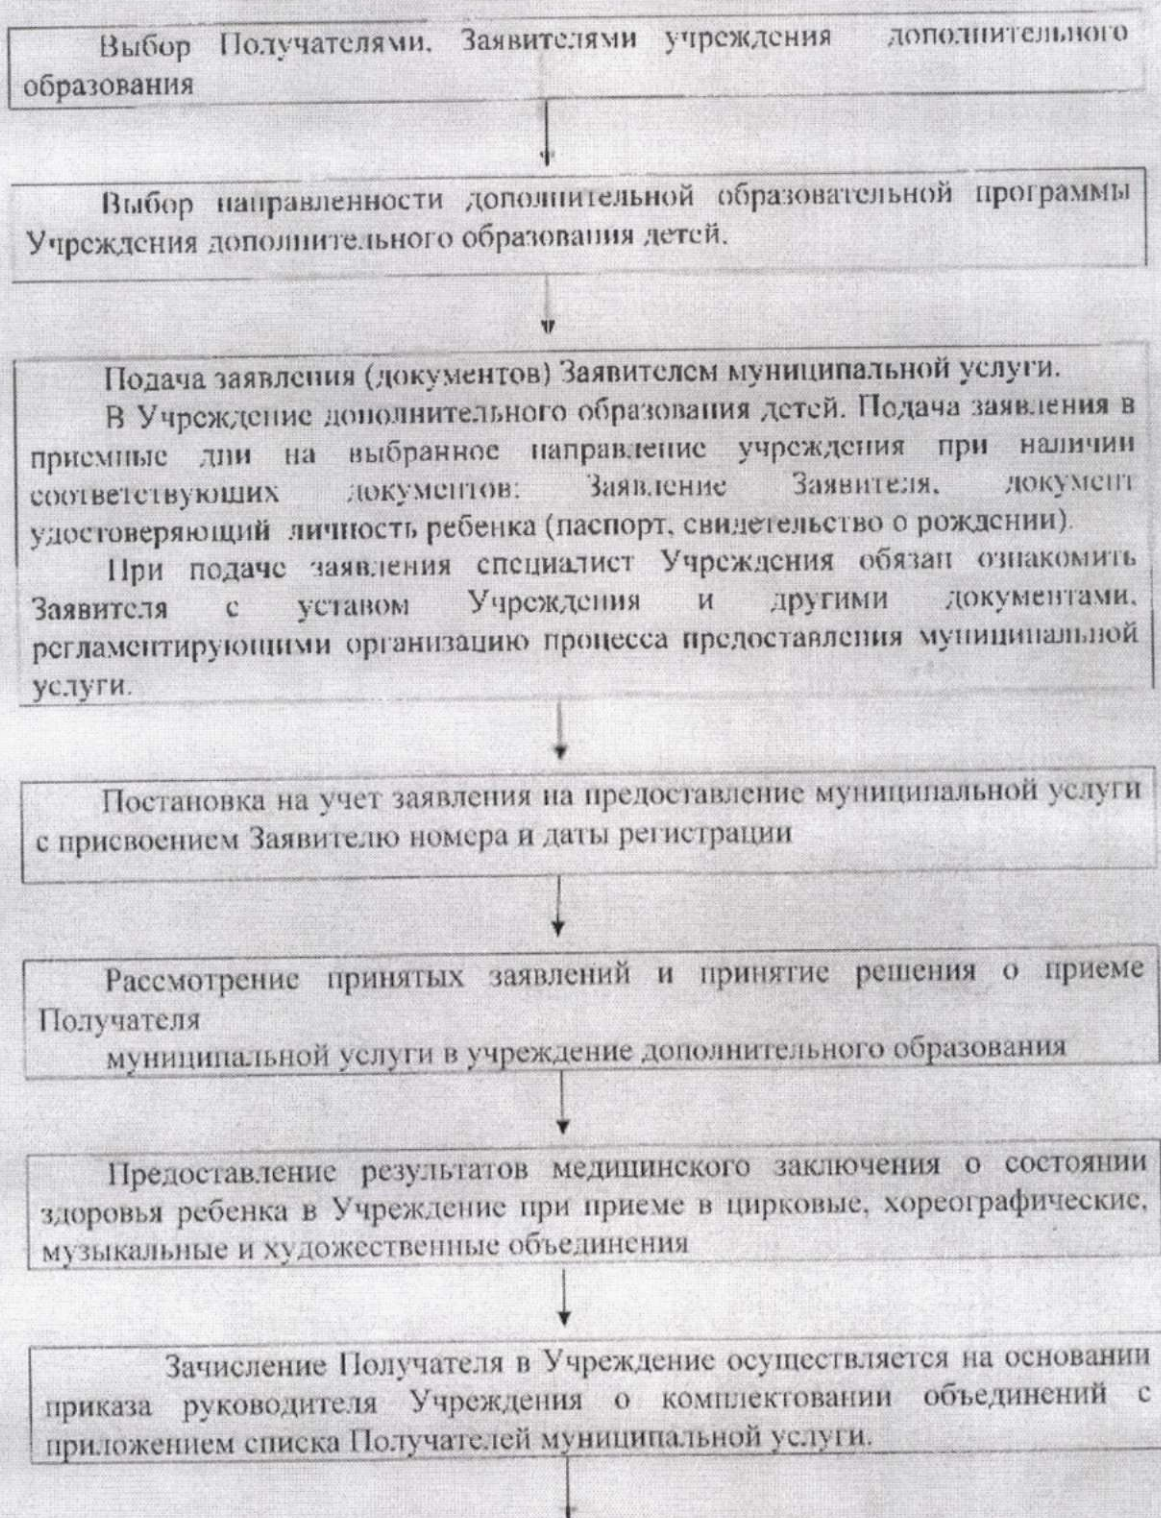 Выбор Получателями. Заявителями учреждения дополнительного
образования
Выбор направленности дополнительной образовательной программы
Учреждения дополнительного образования детей.
Подача заявления (документов) Заявителем муниципальной услуги.
В Учреждение дополнительного образования детей. Подача заявления в
приемные дни на выбранное направление учреждения при наличии
соответствующих документов: Заявление Заявителя, документ
удостоверяющий личность ребенка (паспорт, свидетельство о рождении).
При подаче заявления специалист Учреждения обязан ознакомить
Заявителя с уставом Учреждения и другими документами,
регламентирующими организацию процесса предоставления муниципальной
услуги.
Постановка на учет заявления на предоставление муниципальной услуги
с присвоением Заявителю номера и даты регистрации
Рассмотрение принятых заявлений и принятие решения о приеме
Получателя
муниципальной услуги в учреждение дополнительного образования
Предоставление результатов медицинского заключения о состоянии
здоровья ребенка в Учреждение при приеме в цирковые, хореографические,
музыкальные и художественные объединения
Зачисление Получателя в Учреждение осуществляется на основании
приказа руководителя Учреждения о комплектовании объединений с
приложением списка Получателей муниципальной услуги.